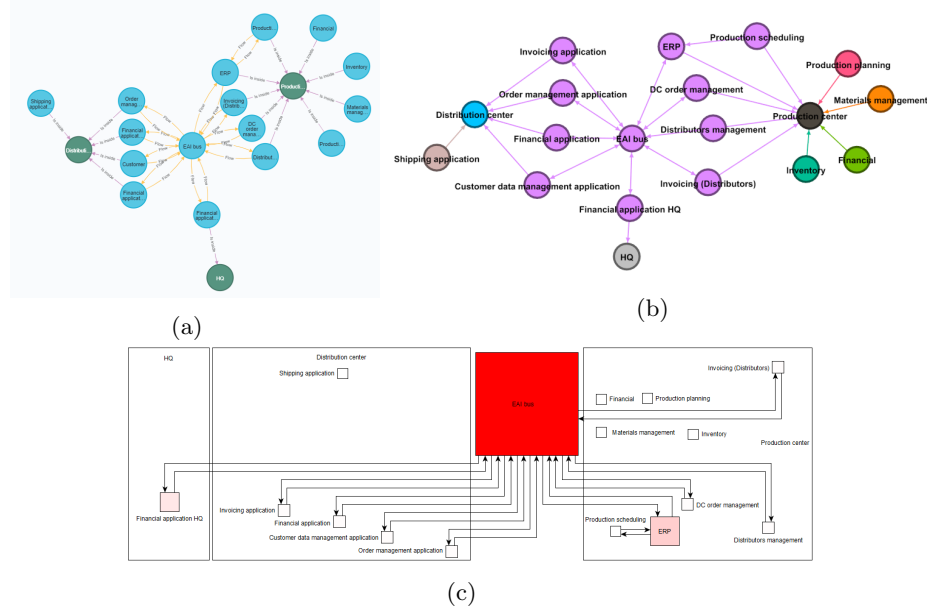 Financial
Producti...
Is inside
Flow
Flow
ERP
Inventory
Producti...
Shipping
applicat...
Order
manag...
Invoicing
(Distrib...
Materials
manag...
Financial
applicat...
DC
order
mana...
Distributi...
EAI bus
Customer
Distribut...
Producti...
Financial
applicat...
Financial
applicat...
HQ
(a)
Production scheduling
Invoicing application
ERP
Production planning
Order management application
DC order management
Materials management
Distribution center
Production center
Financial application
EAI bus
Distributors management
Shipping application
Financial
Inventory
Customer data management application
Invoicing (Distributors)
Financial application HQ
HQ
(b)
HQ
Distribution center
Shipping application
EAI bus
Invoicing (Distributors)
Financial
Production planning
Materials management
Inventory
Production center
Financial application HQ
Invoicing application
Financial application
Customer data management application
Order management application
DC order management
Production scheduling
ERP
Distributors management
(c)